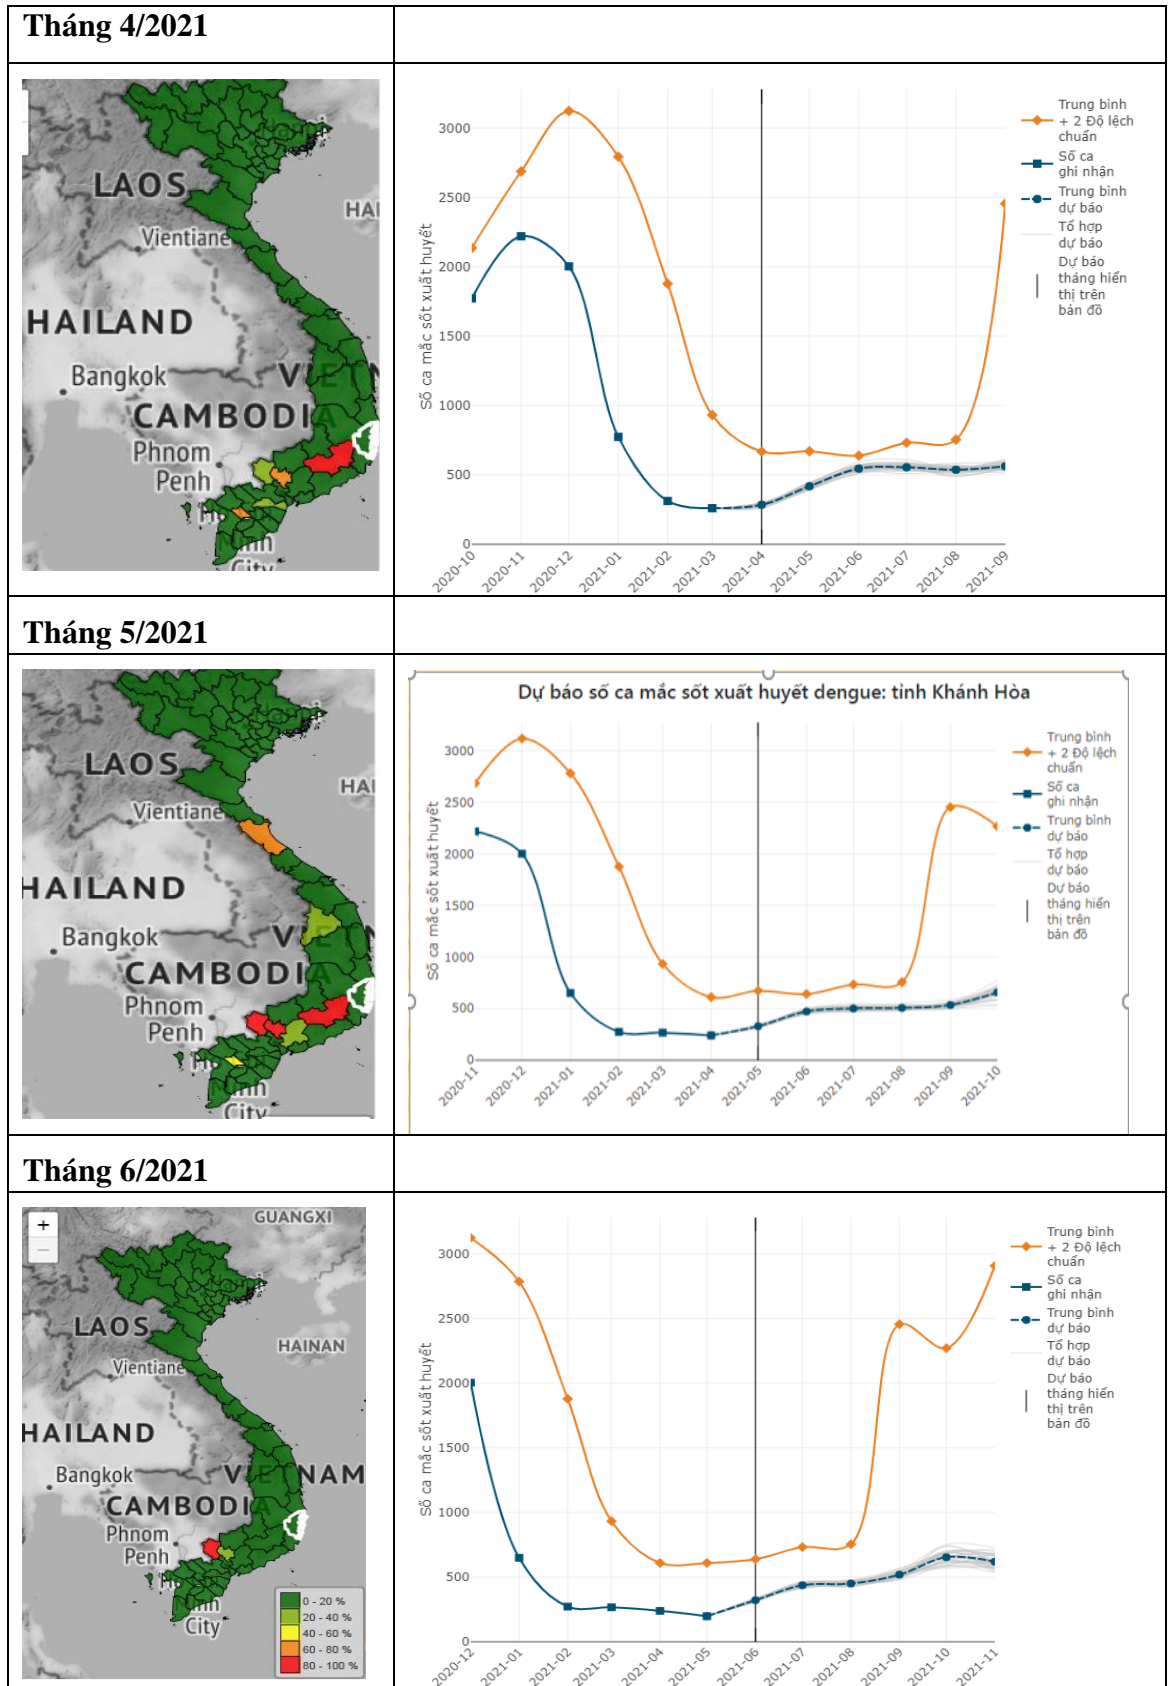 Tháng 4/2021
LAOS
HAI
Vientiane
HAILAND
Bangkok
VIETN
CAMBODIA
Phnom
Penh
Minh
City
Số ca mắc sốt xuất huyết
3000
2500
2000
1500
1000
500
0
2020-10
2020-11
2020-12
2021-01
2021-02
2021-03
2021-04
2021-05
2021-06
2021-07
2021-08
2021-09
Trung bình
+ 2 Độ lệch
chuẩn
Số ca
ghi nhận
Trung bình
dự báo
Tổ hợp
dự báo
Dự báo
tháng hiển
thị trên
bản đồ
Tháng 5/2021
LAOS
HAI
Vientiane
HAILAND
Bangkok
VIETN
CAMBODIA
Phnom
Penh
Minh
City
Dự báo số ca mắc sốt xuất huyết dengue: tỉnh Khánh Hòa
Số ca mắc sốt xuất huyết
3000
2500
2000
1500
1000
500
0
2020-11
2020-12
2021-01
2021-02
2021-03
2021-04
2021-05
2021-06
2021-07
2021-08
2021-09
2021-10
Trung bình
+ 2 Độ lệch
chuẩn
Số ca
ghi nhận
Trung bình
dự báo
Tổ hợp
dự báo
Dự báo
tháng hiển
thị trên
bản đồ
Tháng 6/2021
+
−
GUANGXI
LAOS
HAINAN
Vientiane
HAILAND
Bangkok
VIETNAM
CAMBODIA
Phnom
Penh
Minh
City
0 - 20 %
20 - 40 %
40 - 60 %
60 - 80 %
80 - 100 %
Số ca mắc sốt xuất huyết
3000
2500
2000
1500
1000
500
0
2020-12
2021-01
2021-02
2021-03
2021-04
2021-05
2021-06
2021-07
2021-08
2021-09
2021-10
2021-11
Trung bình
+ 2 Độ lệch
chuẩn
Số ca
ghi nhận
Trung bình
dự báo
Tổ hợp
dự báo
Dự báo
tháng hiển
thị trên
bản đồ